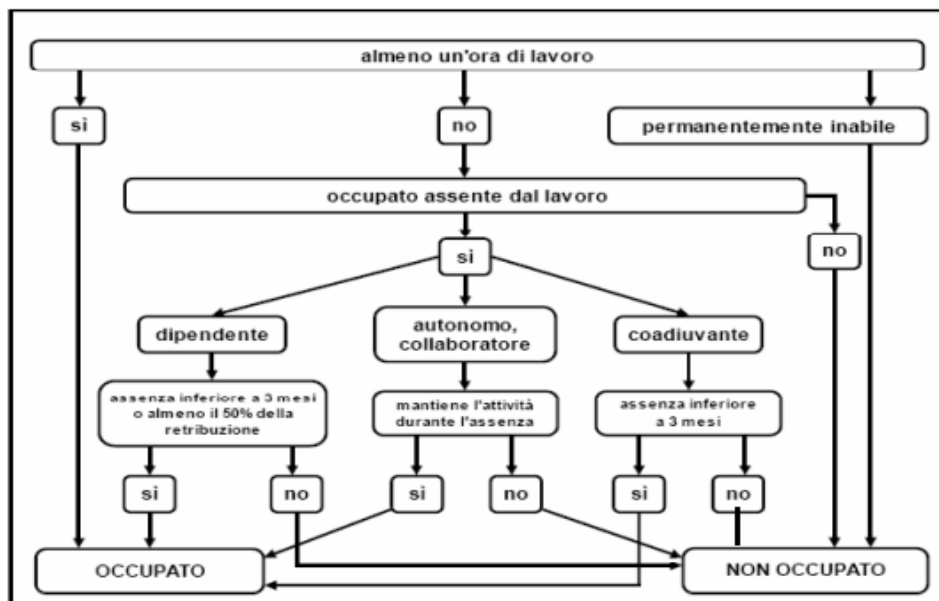 almeno un'ora di lavoro
sì
no
permanentemente inabile
occupato assente dal lavoro
no
sì
dipendente
autonomo,
collaboratore
coadiuvante
assenza inferiore a 3 mesi
o almeno il 50% della
retribuzione
mantiene l'attività
durante l'assenza
assenza inferiore
a 3 mesi
sì
no
sì
no
sì
no
OCCUPATO
NON OCCUPATO